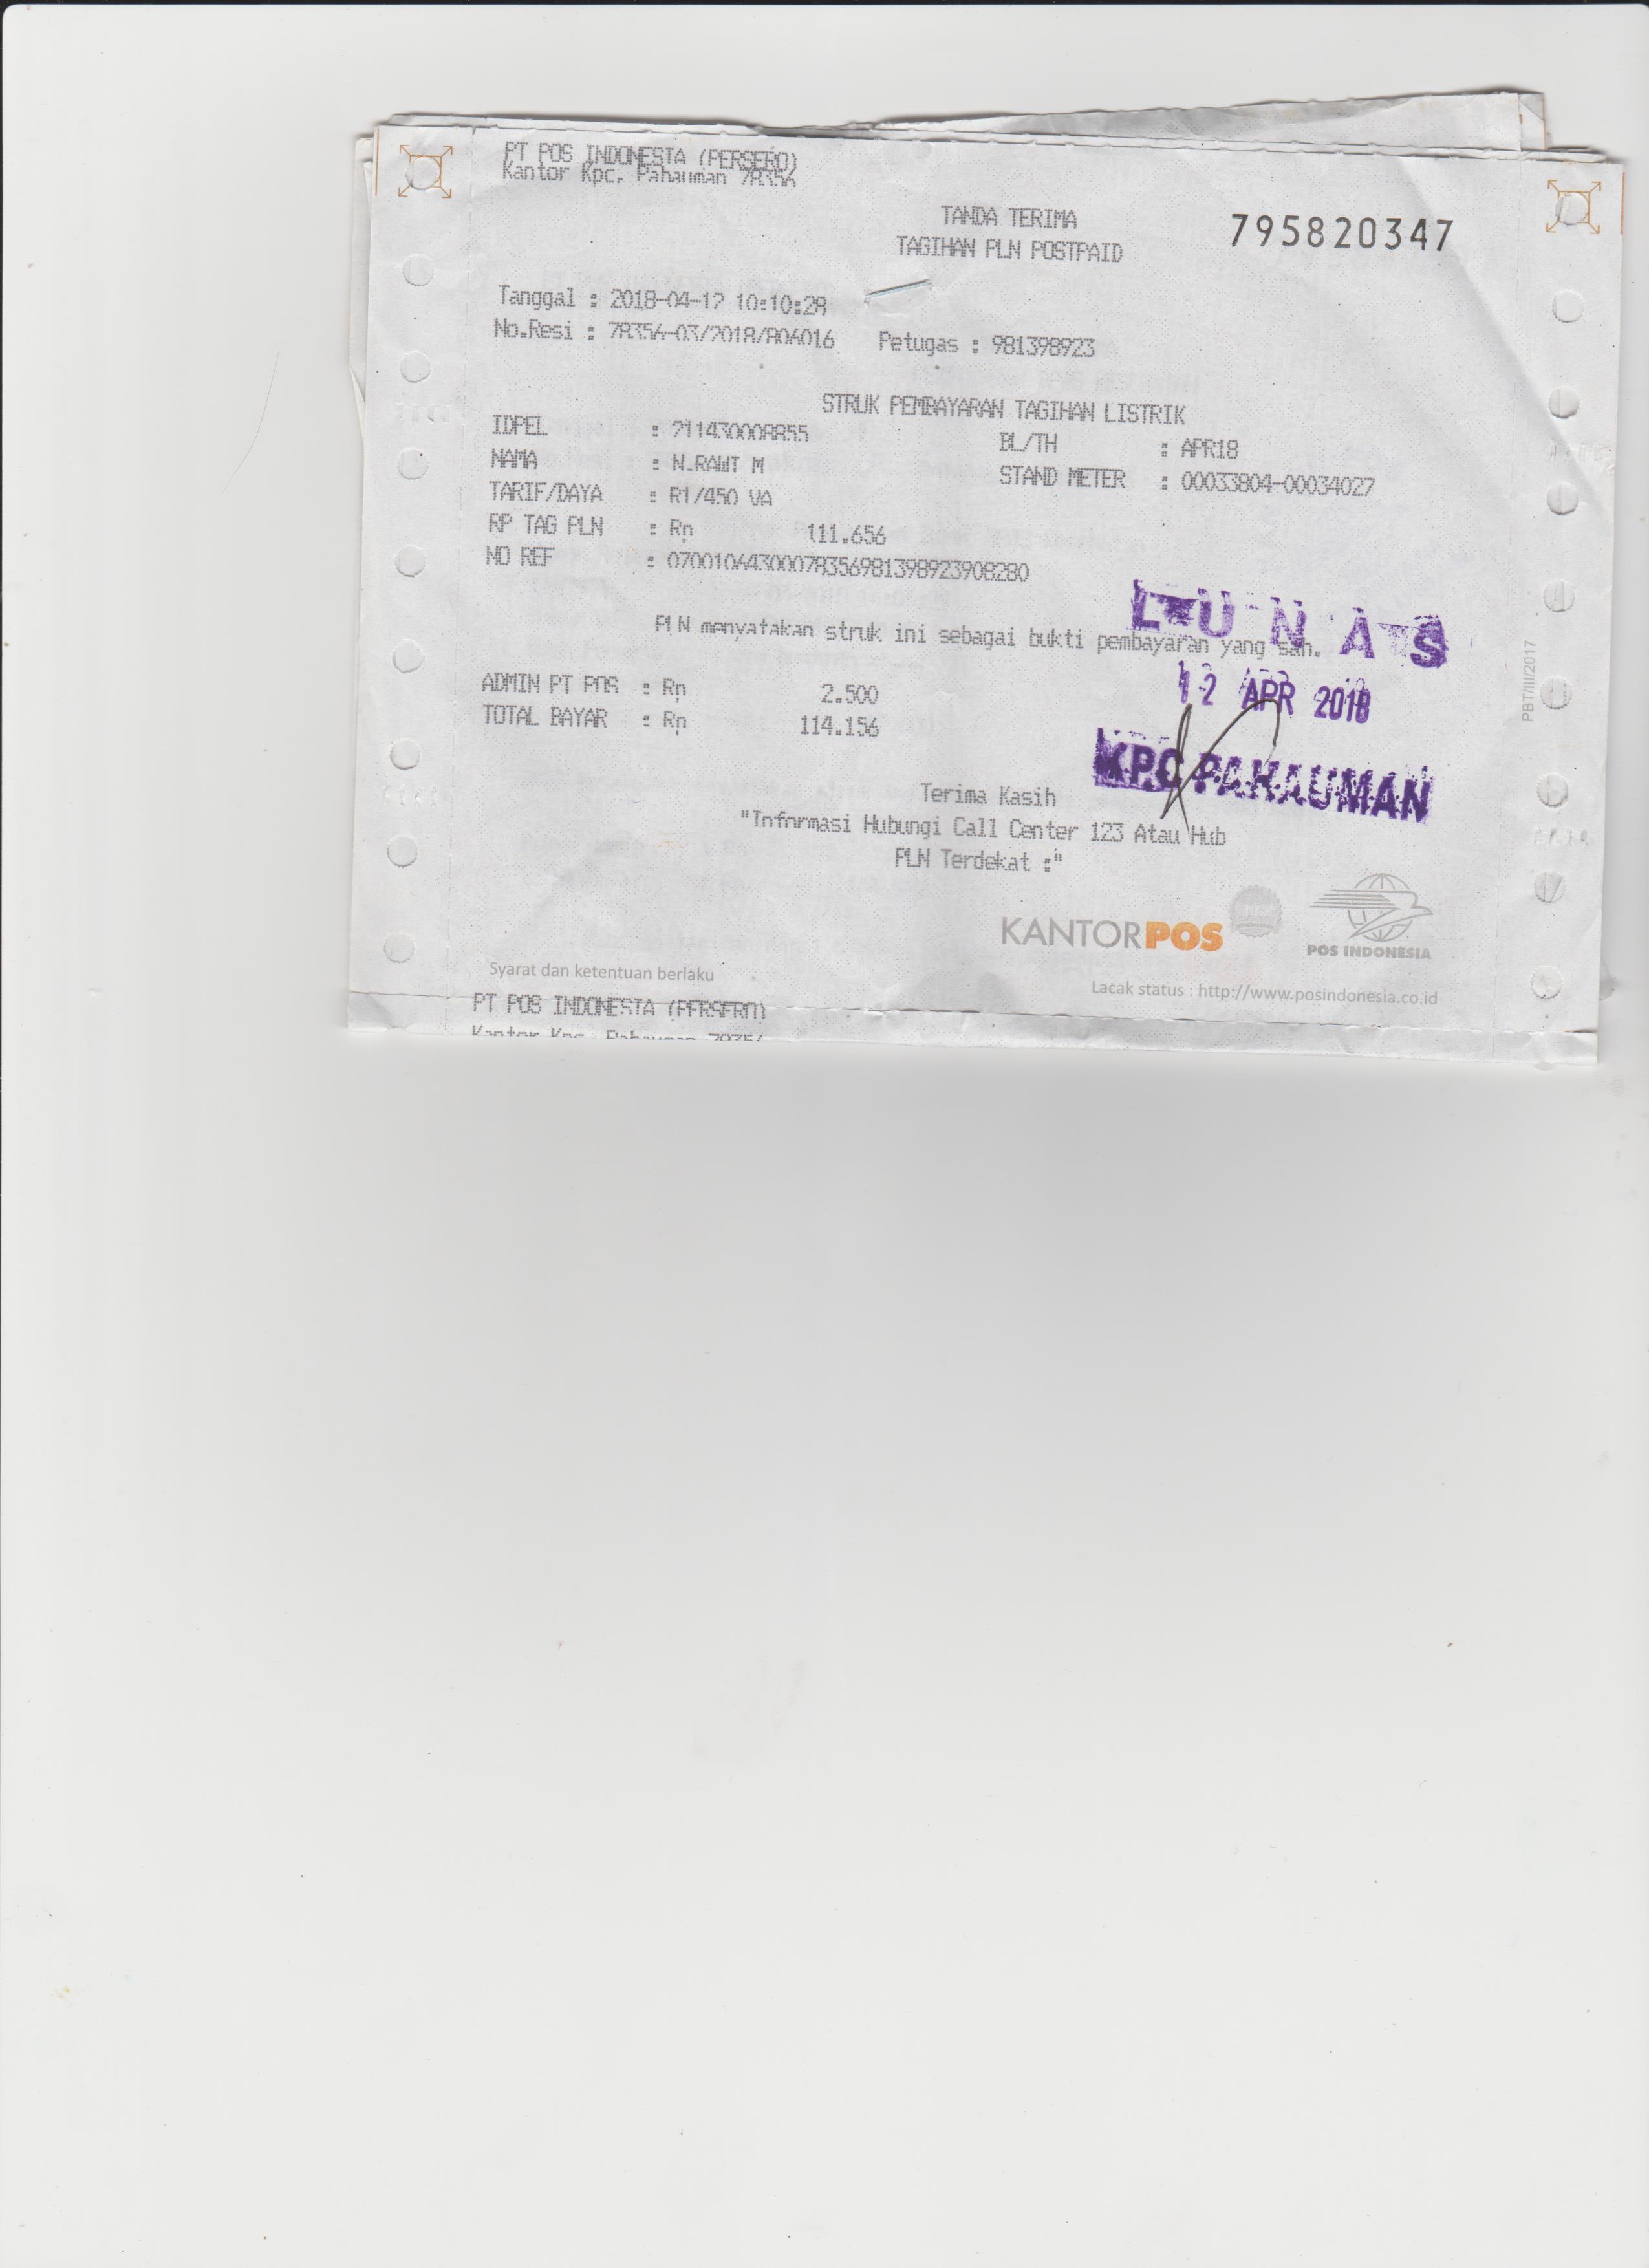 PT POS INDONESIA (PERSERO)
Kantor Kpc. Pahauman 78356
TANDA TERIMA
TAGIHAN PLN POSTPAID
795820347
Tanggal : 2018-04-12 10:10:28
No.Resi : 78356-03/2018/806016 Petugas : 981398923
STRUK PEMBAYARAN TAGIHAN LISTRIK
IDPEL : 211430008855 BL/TH : APR18
NAMA : N.RAWI M STAND METER : 00033804-00034027
TARIF/DAYA : R1/450 VA
RP TAG PLN : Rp 111.656
NO REF : 07001064300078356981398923908280
PLN menyatakan struk ini sebagai bukti pembayaran yang sah.
LUNAS
ADMIN PT POS : Rp 2.500
12 APR 2018
TOTAL BAYAR : Rp 114.156
KPC PAHAUMAN
Terima Kasih
"Informasi Hubungi Call Center 123 Atau Hub
PLN Terdekat :"
KANTORPOS
POS INDONESIA
Syarat dan ketentuan berlaku
Lacak status : http://www.posindonesia.co.id
PBT/III/2017
PT POS INDONESIA (PERSERO)
Kantor Kpc. Pahauman 78356